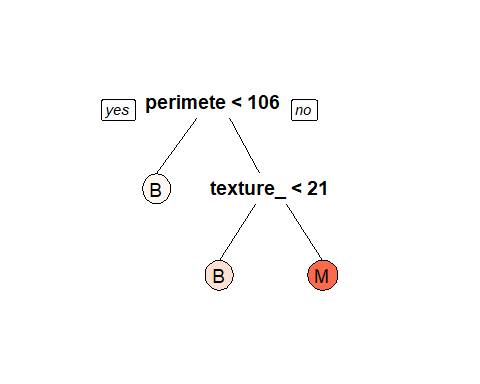 yes perimete < 106 no
B texture_ < 21
B M